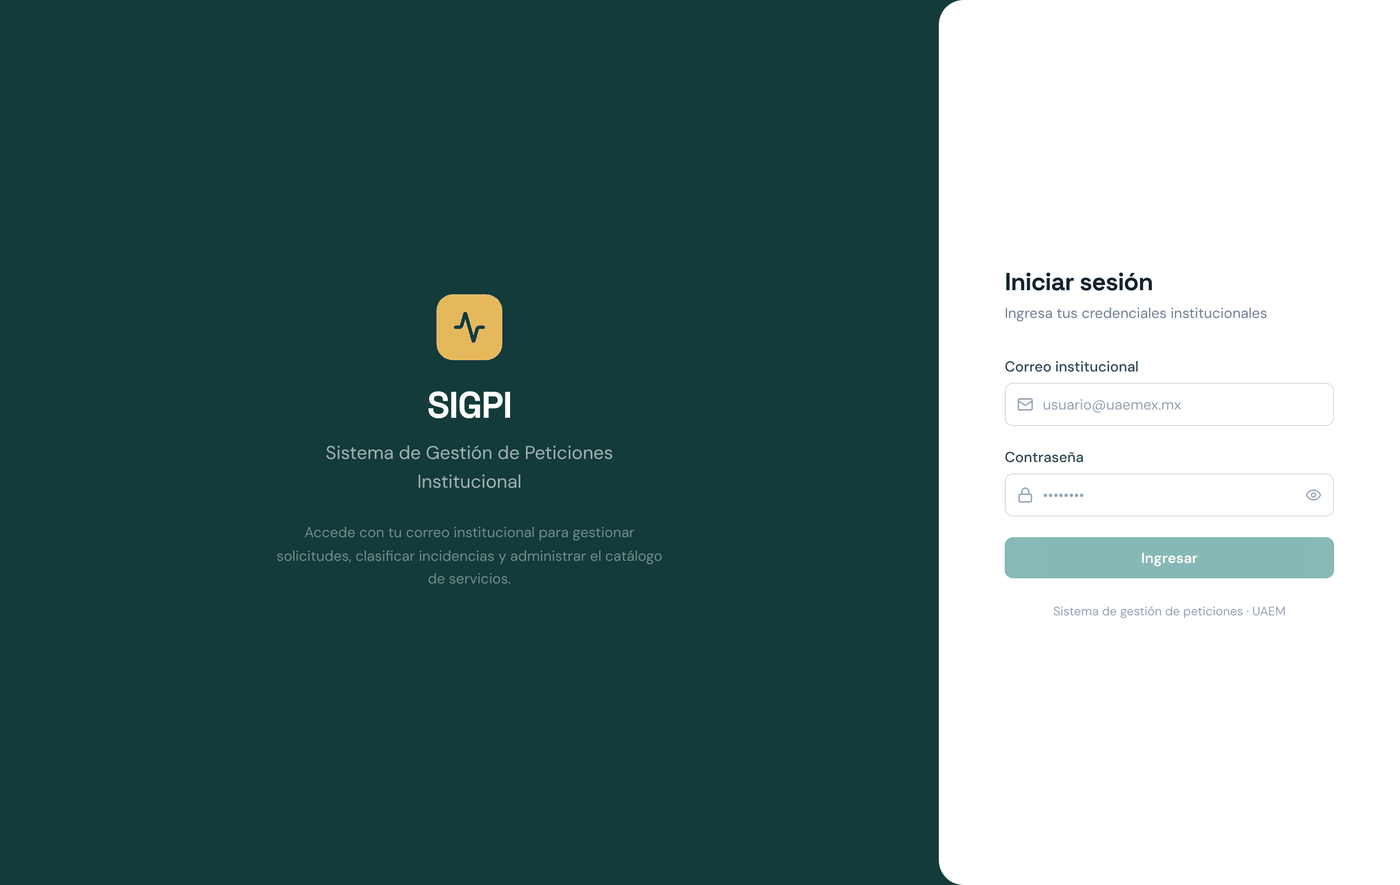 SIGPI
Sistema de Gestión de Peticiones
Institucional
Accede con tu correo institucional para gestionar
solicitudes, clasificar incidencias y administrar el catálogo
de servicios.
Iniciar sesión
Ingresa tus credenciales institucionales
Correo institucional
usuario@uaemex.mx
Contraseña
••••••••
Ingresar
Sistema de gestión de peticiones · UAEM